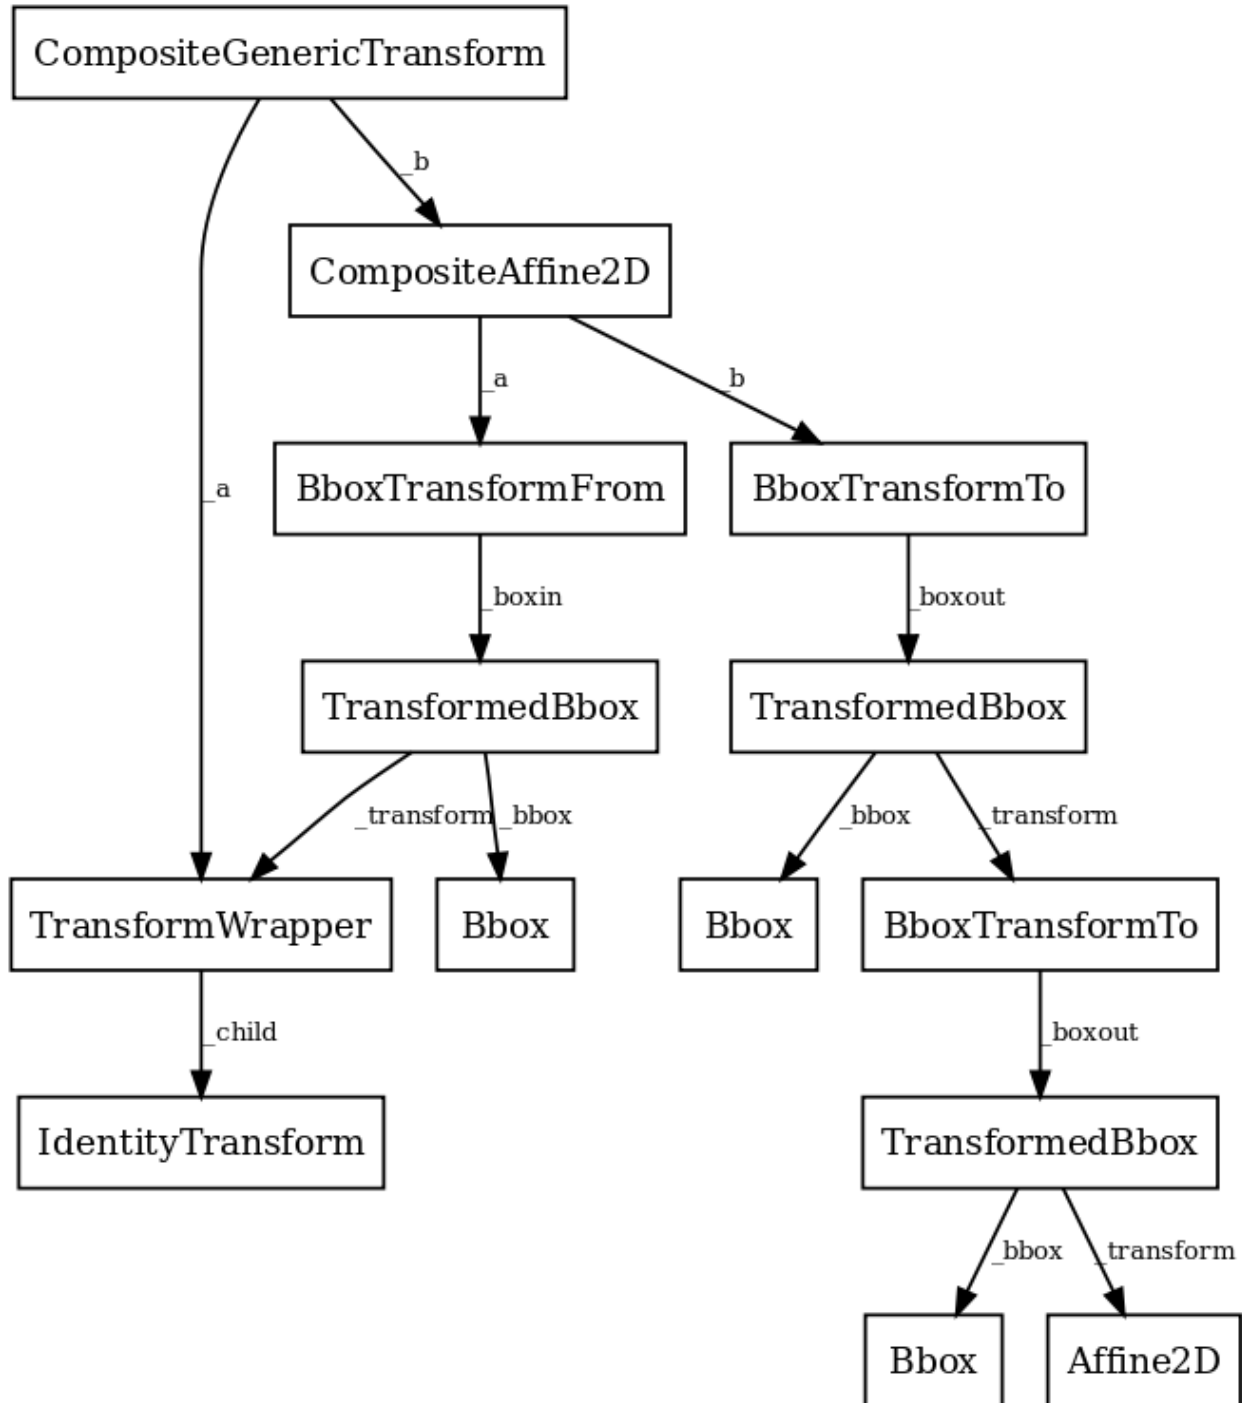 CompositeGenericTransform
_b
CompositeAffine2D
_a
_b
_a
BboxTransformFrom
BboxTransformTo
_boxin
_boxout
TransformedBbox
TransformedBbox
_transform
_bbox
_bbox
_transform
TransformWrapper
Bbox
Bbox
BboxTransformTo
_child
_boxout
IdentityTransform
TransformedBbox
_bbox
_transform
Bbox
Affine2D